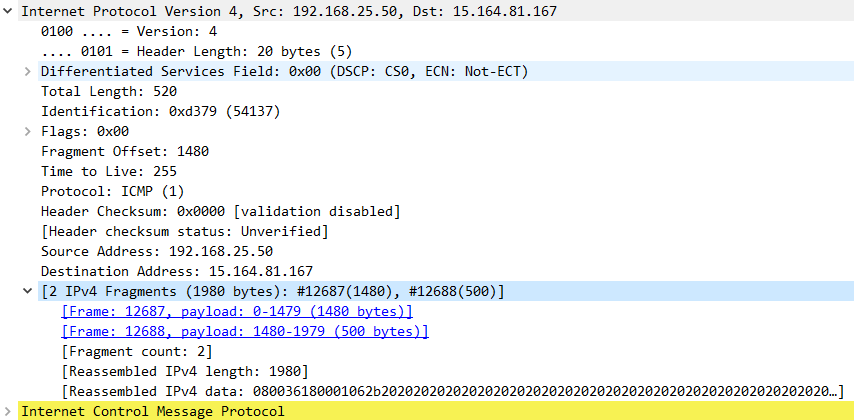 Internet Protocol Version 4, Src: 192.168.25.50, Dst: 15.164.81.167
0100 .... = Version: 4
.... 0101 = Header Length: 20 bytes (5)
Differentiated Services Field: 0x00 (DSCP: CS0, ECN: Not-ECT)
Total Length: 520
Identification: 0xd379 (54137)
Flags: 0x00
Fragment Offset: 1480
Time to Live: 255
Protocol: ICMP (1)
Header Checksum: 0x0000 [validation disabled]
[Header checksum status: Unverified]
Source Address: 192.168.25.50
Destination Address: 15.164.81.167
[2 IPv4 Fragments (1980 bytes): #12687(1480), #12688(500)]
[Frame: 12687, payload: 0-1479 (1480 bytes)]
[Frame: 12688, payload: 1480-1979 (500 bytes)]
[Fragment count: 2]
[Reassembled IPv4 length: 1980]
[Reassembled IPv4 data: 080036180001062b20202020202020202020202020202020202020202020202020202020…]
Internet Control Message Protocol